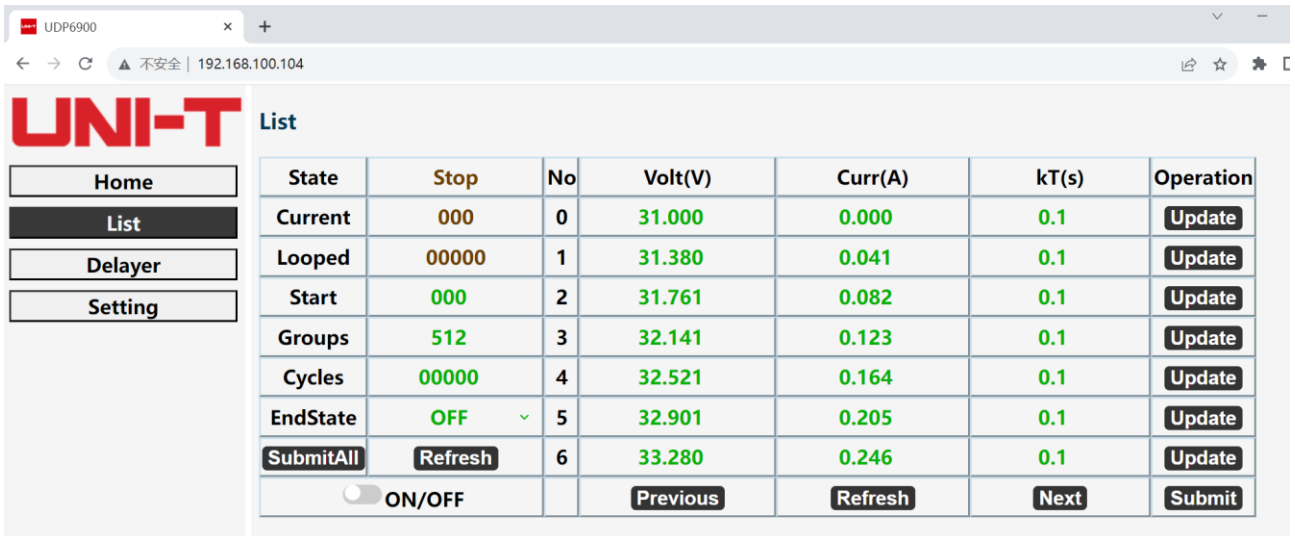 UNI-T UDP6900
不安全 | 192.168.100.104
UNI-T
Home
List
Delayer
Setting
List
State Stop No Volt(V) Curr(A) kT(s) Operation
Current 000 0 31.000 0.000 0.1 Update
Looped 00000 1 31.380 0.041 0.1 Update
Start 000 2 31.761 0.082 0.1 Update
Groups 512 3 32.141 0.123 0.1 Update
Cycles 00000 4 32.521 0.164 0.1 Update
EndState OFF 5 32.901 0.205 0.1 Update
SubmitAll Refresh 6 33.280 0.246 0.1 Update
ON/OFF Previous Refresh Next Submit